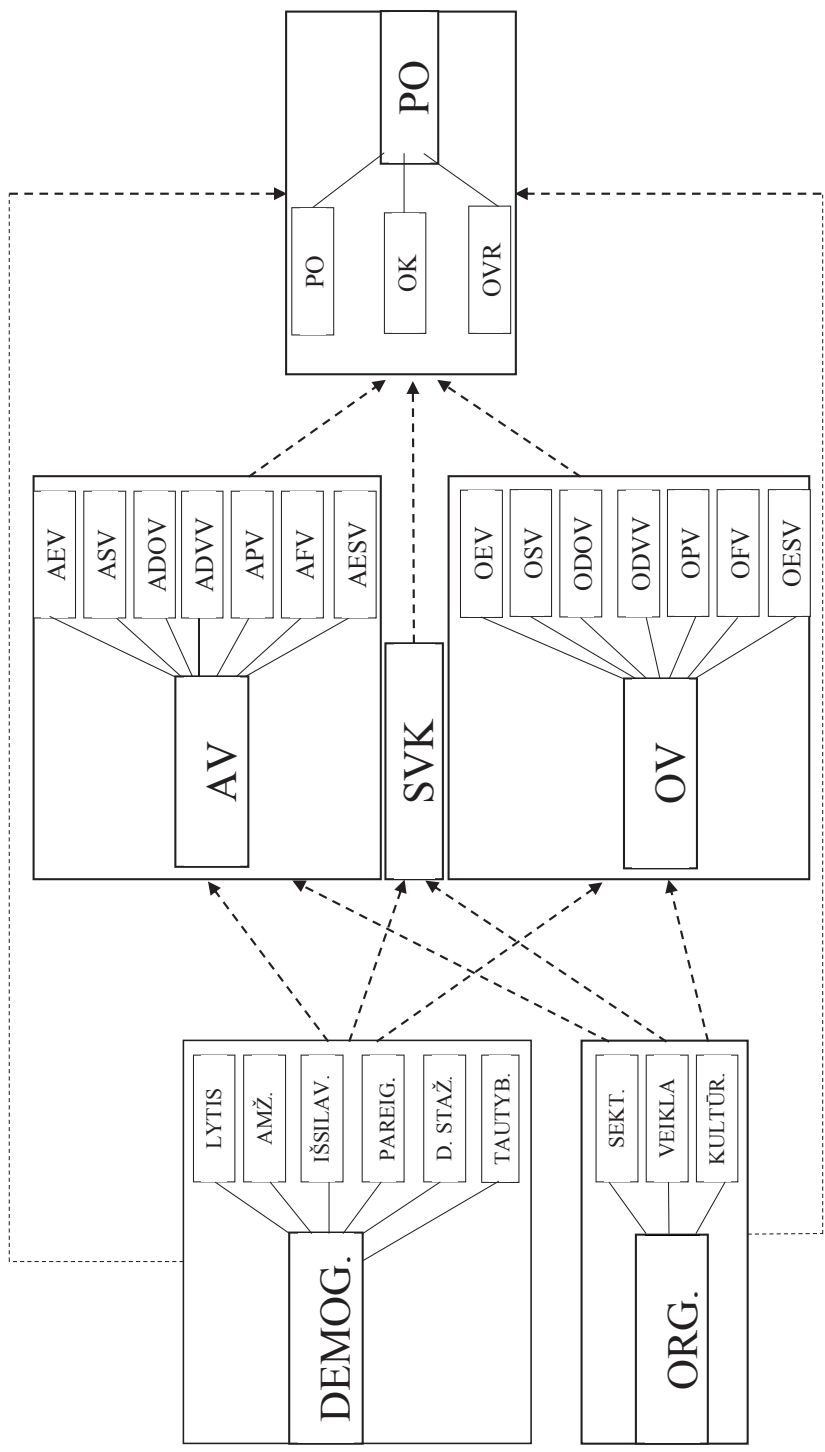 DEMOG.
LYTIS
AMŽ.
IŠSILAV.
PAREIG.
D. STAŽ.
TAUTYB.
ORG.
SEKT.
VEIKLA
KULTŪR.
AV
AEV
ASV
ADOV
ADVV
APV
AFV
AESV
SVK
OV
OEV
OSV
ODOV
ODVV
OPV
OFV
OESV
PO
OK
OVR
PO